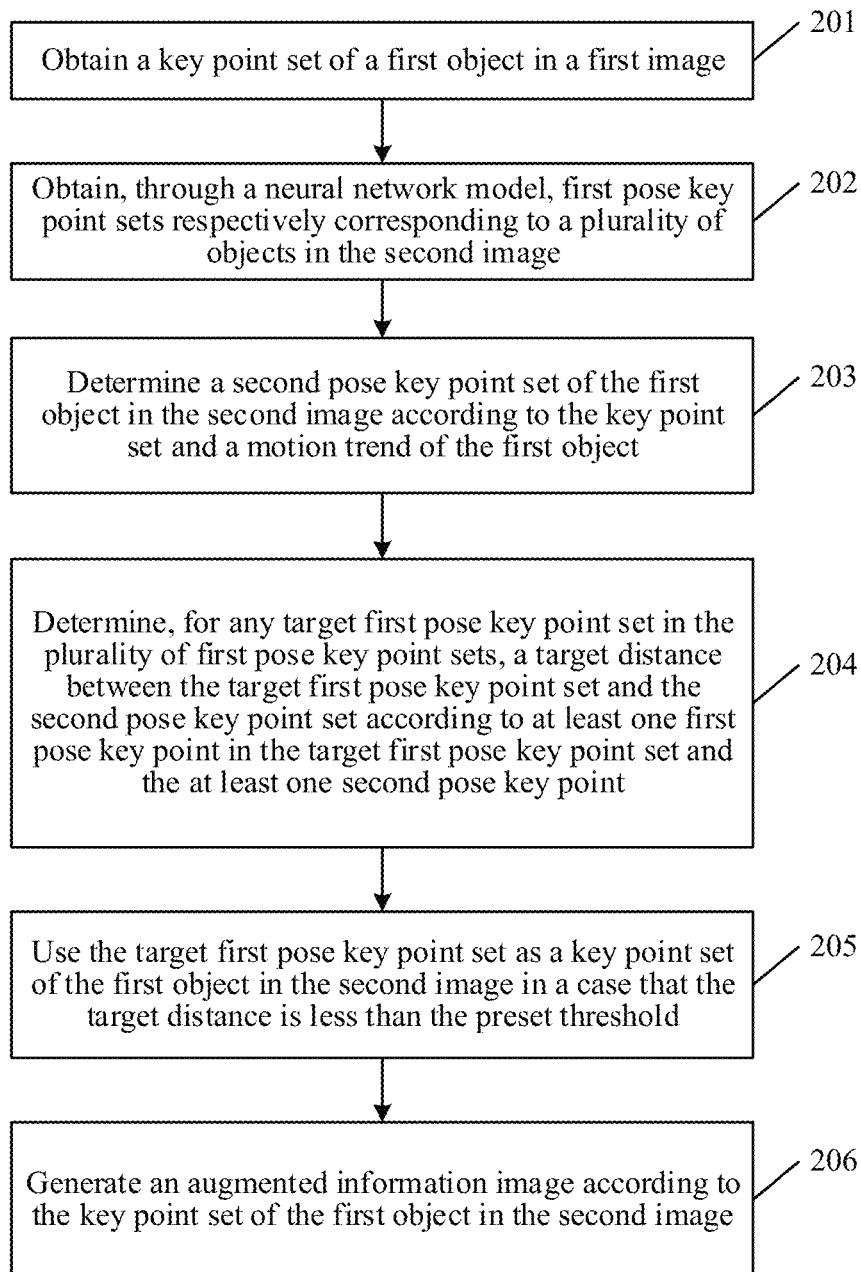 201
Obtain a key point set of a first object in a first image
202
Obtain, through a neural network model, first pose key
point sets respectively corresponding to a plurality of
objects in the second image
203
Determine a second pose key point set of the first
object in the second image according to the key point
set and a motion trend of the first object
204
Determine, for any target first pose key point set in the
plurality of first pose key point sets, a target distance
between the target first pose key point set and the
second pose key point set according to at least one first
pose key point in the target first pose key point set and
the at least one second pose key point
205
Use the target first pose key point set as a key point set
of the first object in the second image in a case that the
target distance is less than the preset threshold
206
Generate an augmented information image according to
the key point set of the first object in the second image